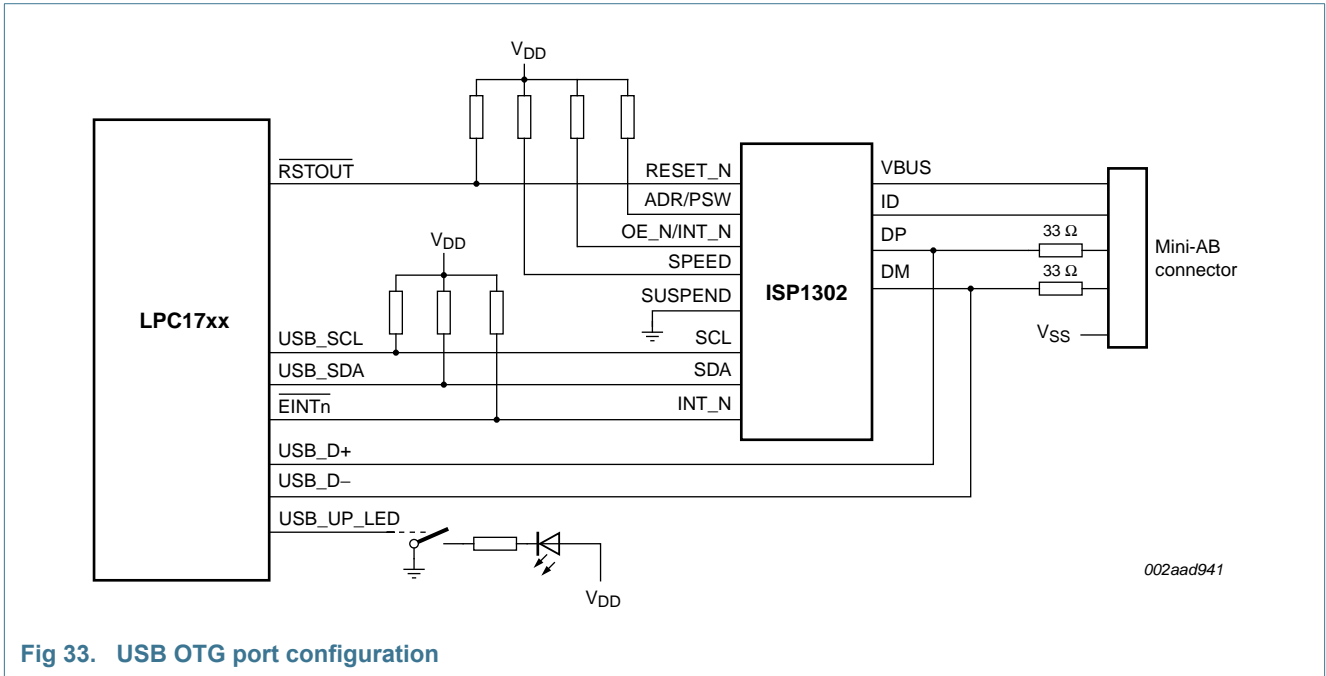 VDD
RSTOUT
RESET_N
VBUS
ADR/PSW
ID
OE_N/INT_N
DP
33 Ω
VDD
SPEED
DM
33 Ω
Mini-AB
connector
SUSPEND
ISP1302
LPC17xx
VSS
USB_SCL
SCL
USB_SDA
SDA
EINTn
INT_N
USB_D+
USB_D−
USB_UP_LED
VDD
002aad941
Fig 33. USB OTG port configuration